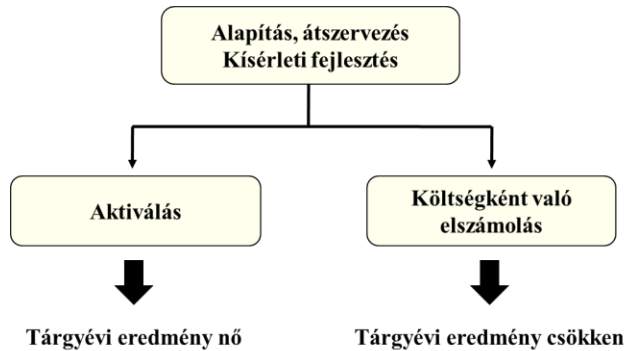 Alapítás, átszervezés
Kísérleti fejlesztés
Aktiválás
Költségként való
elszámolás
Tárgyévi eredmény nő
Tárgyévi eredmény csökken